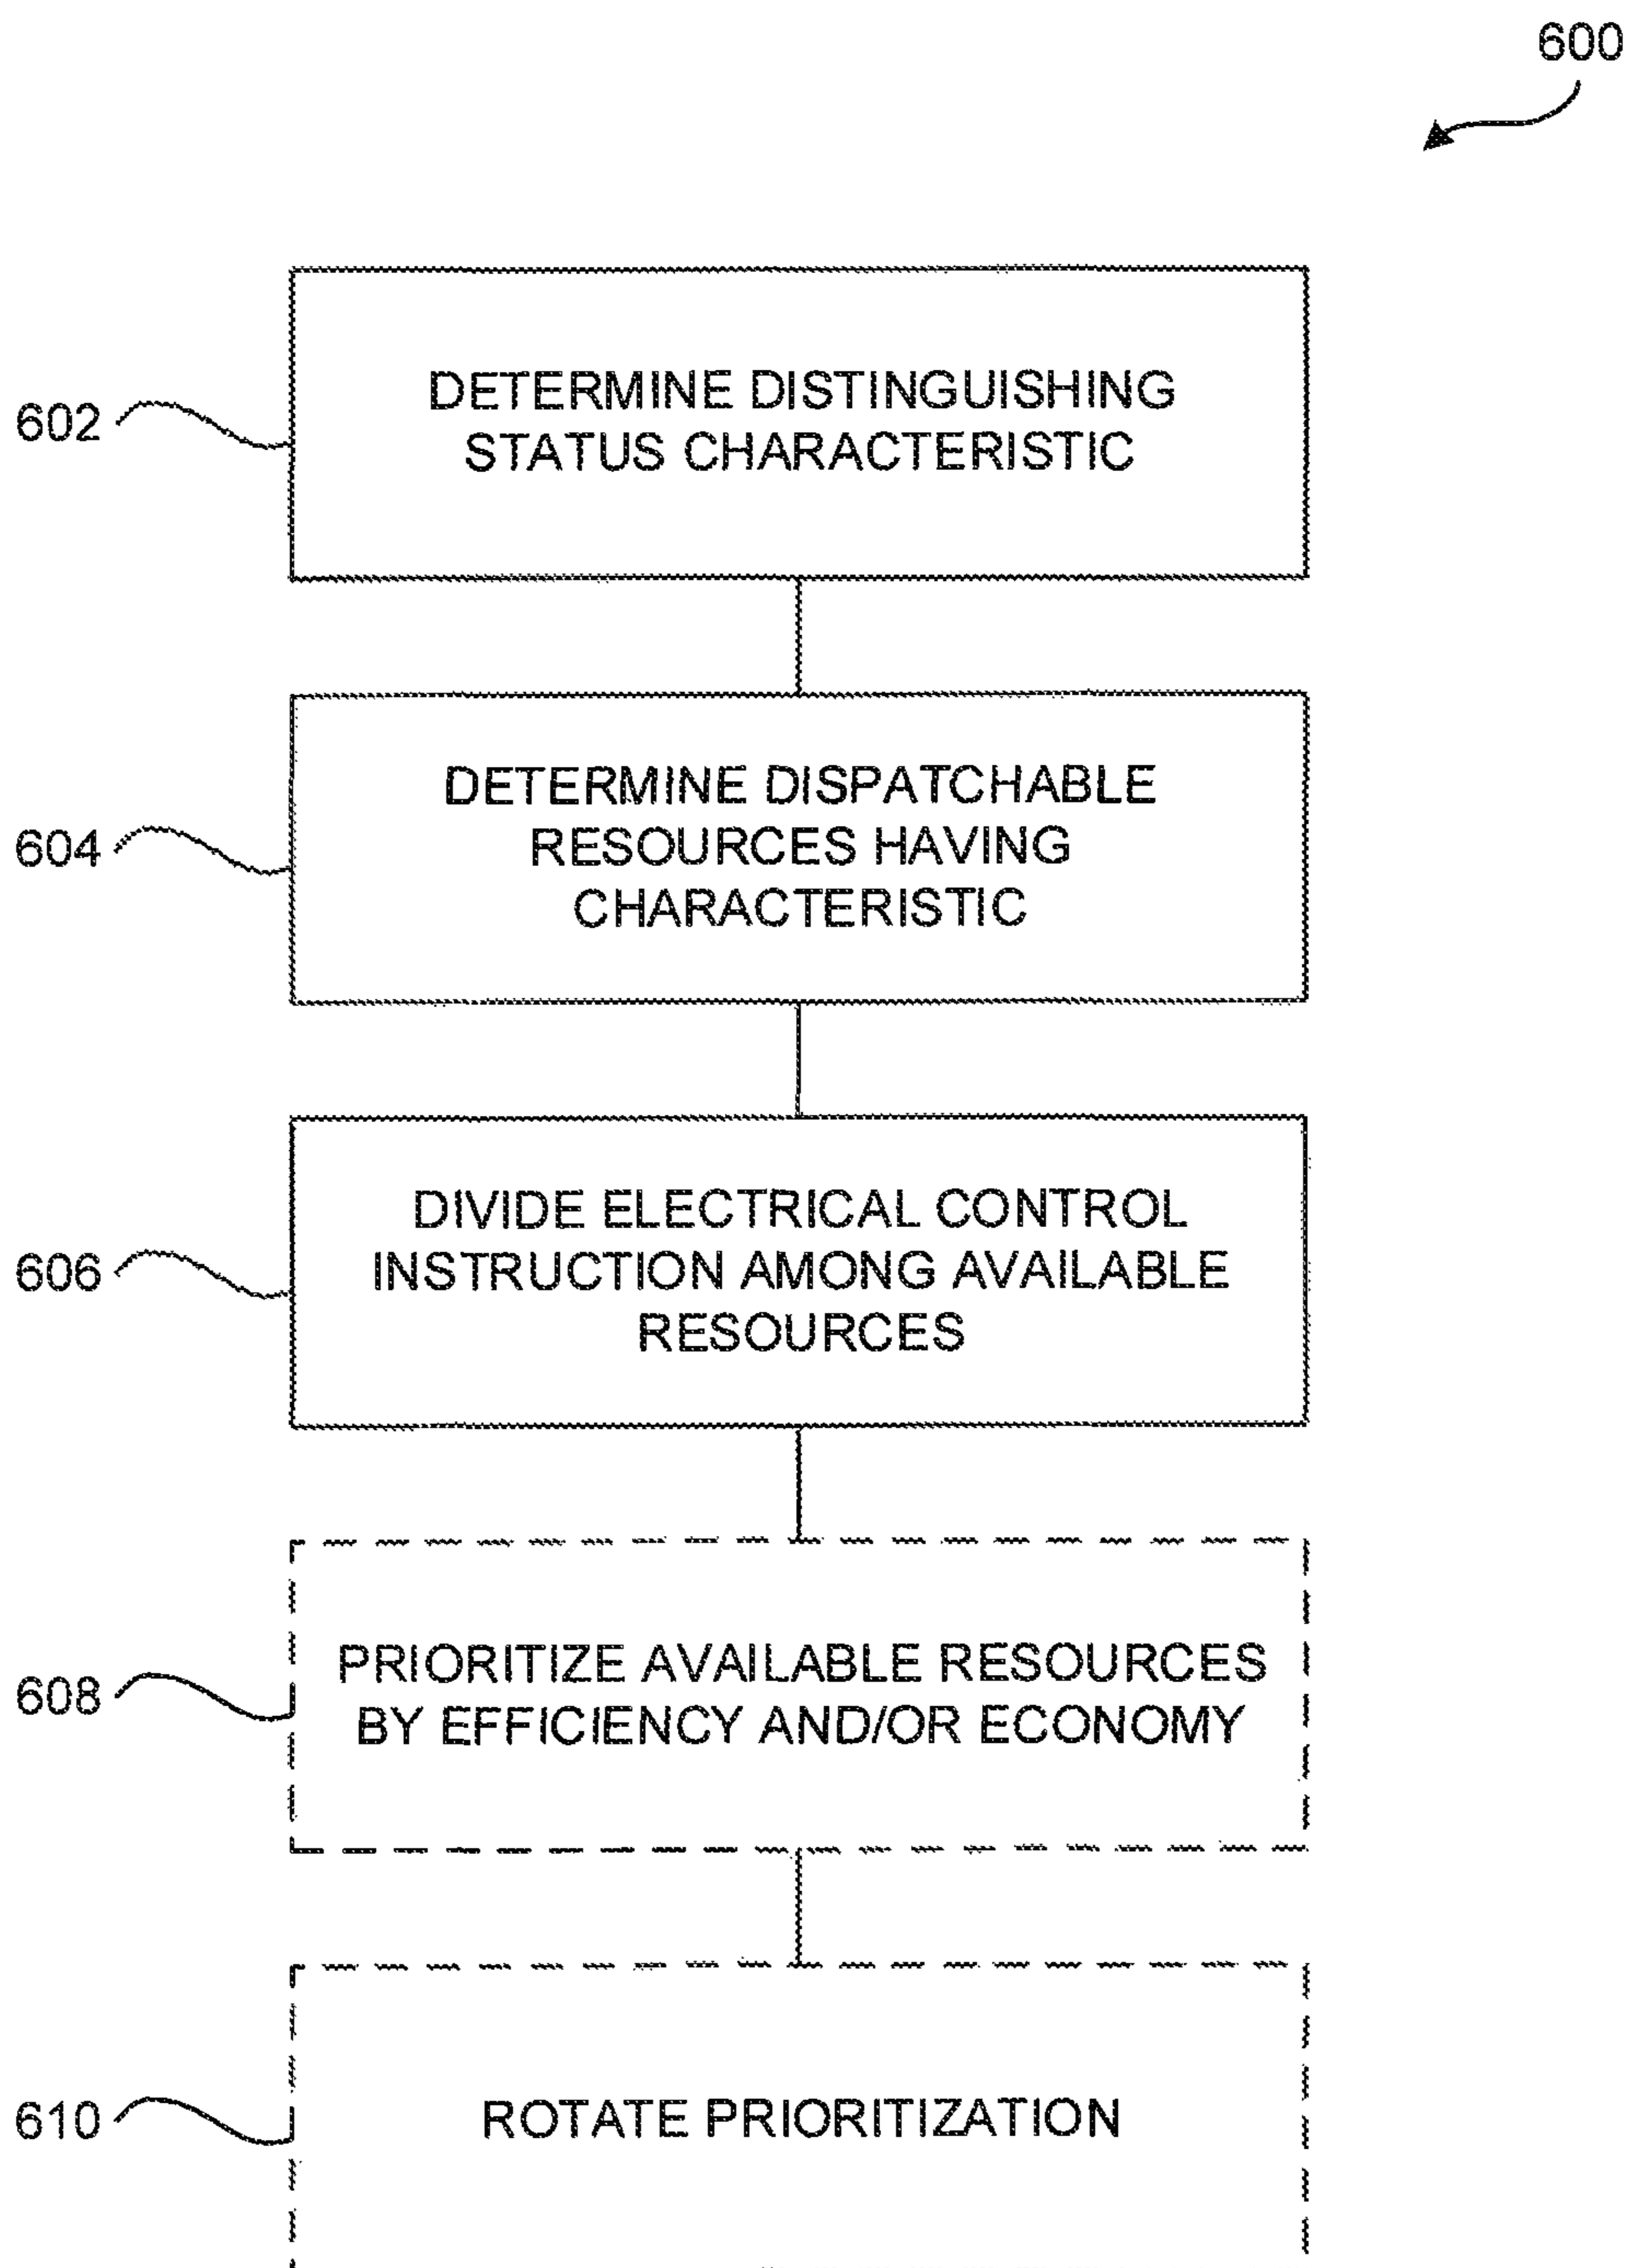 600
602
DETERMINE DISTINGUISHING
STATUS CHARACTERISTIC
604
DETERMINE DISPATCHABLE
RESOURCES HAVING
CHARACTERISTIC
606
DIVIDE ELECTRICAL CONTROL
INSTRUCTION AMONG AVAILABLE
RESOURCES
608
PRIORITIZE AVAILABLE RESOURCES
BY EFFICIENCY AND/OR ECONOMY
610
ROTATE PRIORITIZATION